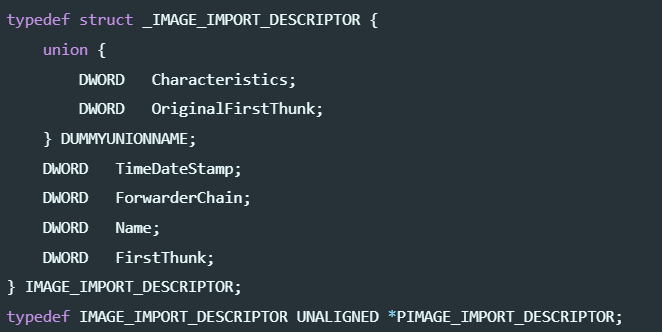 typedef struct _IMAGE_IMPORT_DESCRIPTOR {
    union {
        DWORD   Characteristics;
        DWORD   OriginalFirstThunk;
    } DUMMYUNIONNAME;
    DWORD   TimeDateStamp;
    DWORD   ForwarderChain;
    DWORD   Name;
    DWORD   FirstThunk;
} IMAGE_IMPORT_DESCRIPTOR;
typedef IMAGE_IMPORT_DESCRIPTOR UNALIGNED *PIMAGE_IMPORT_DESCRIPTOR;